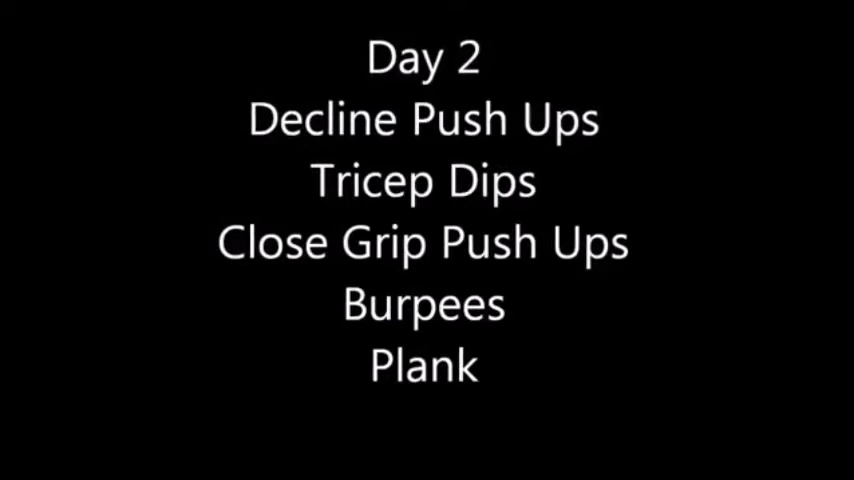 Day 2
Decline Push Ups
Tricep Dips
Close Grip Push Ups
Burpees
Plank